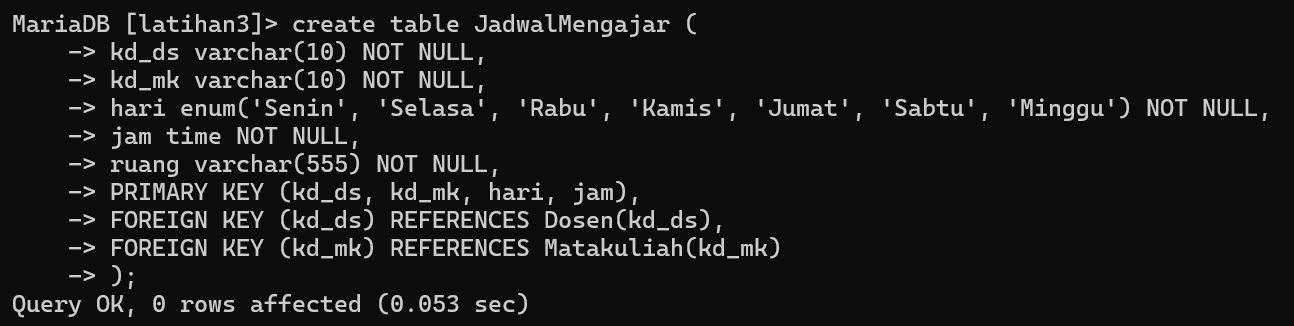 MariaDB [latihan3]> create table JadwalMengajar (
    -> kd_ds varchar(10) NOT NULL,
    -> kd_mk varchar(10) NOT NULL,
    -> hari enum('Senin', 'Selasa', 'Rabu', 'Kamis', 'Jumat', 'Sabtu', 'Minggu') NOT NULL,
    -> jam time NOT NULL,
    -> ruang varchar(555) NOT NULL,
    -> PRIMARY KEY (kd_ds, kd_mk, hari, jam),
    -> FOREIGN KEY (kd_ds) REFERENCES Dosen(kd_ds),
    -> FOREIGN KEY (kd_mk) REFERENCES Matakuliah(kd_mk)
    -> );
Query OK, 0 rows affected (0.053 sec)